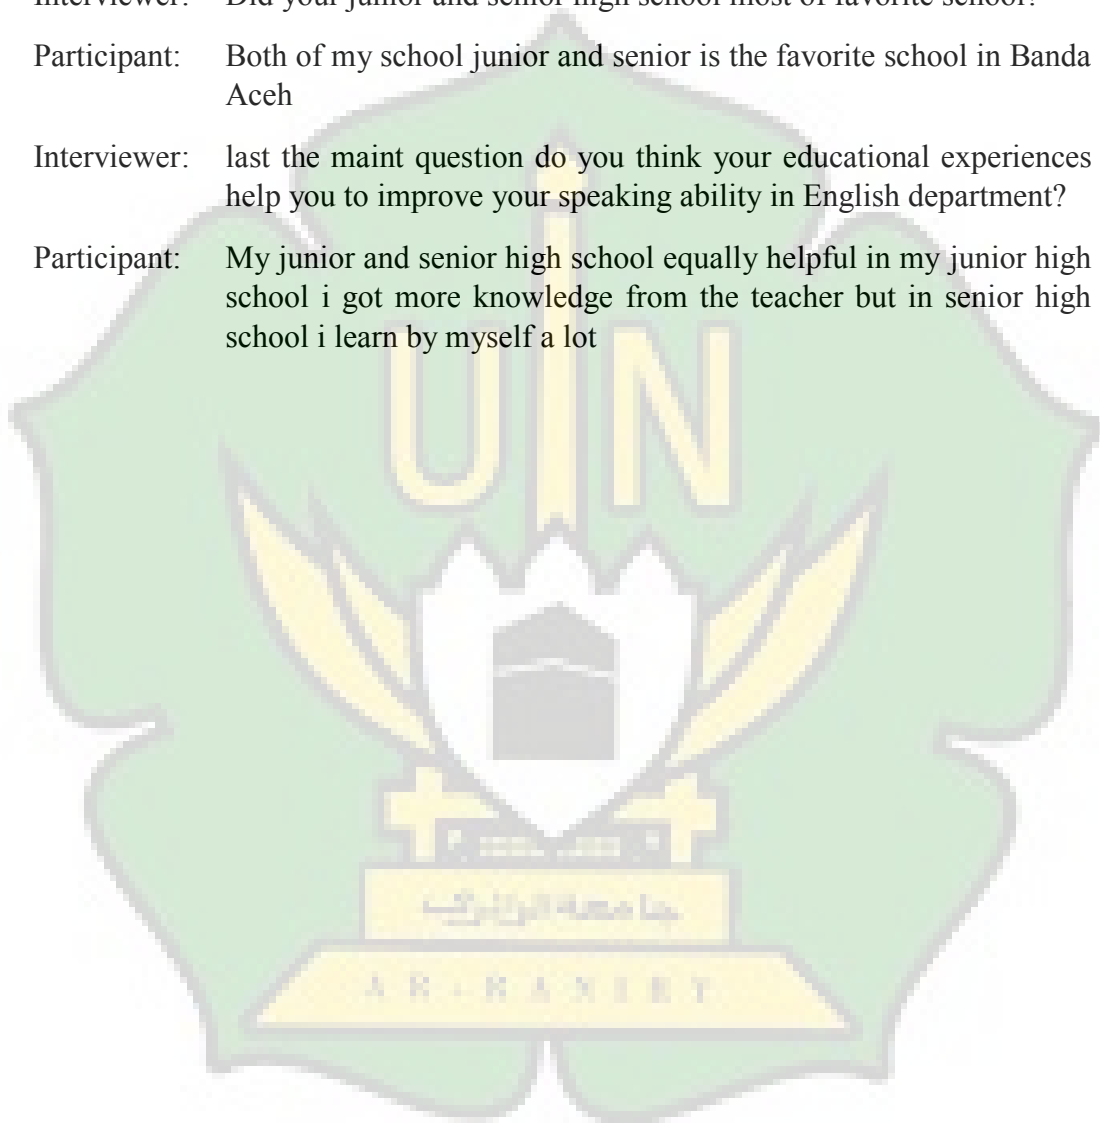 Interviewer: Did your junior and senior high school most of favorite school?
Participant: Both of my school junior and senior is the favorite school in Banda
Aceh
Interviewer: last the maint question do you think your educational experiences
help you to improve your speaking ability in English department?
Participant: My junior and senior high school equally helpful in my junior high
school i got more knowledge from the teacher but in senior high
school i learn by myself a lot
UIN
جامعة الرانيري
AR-RANIRY